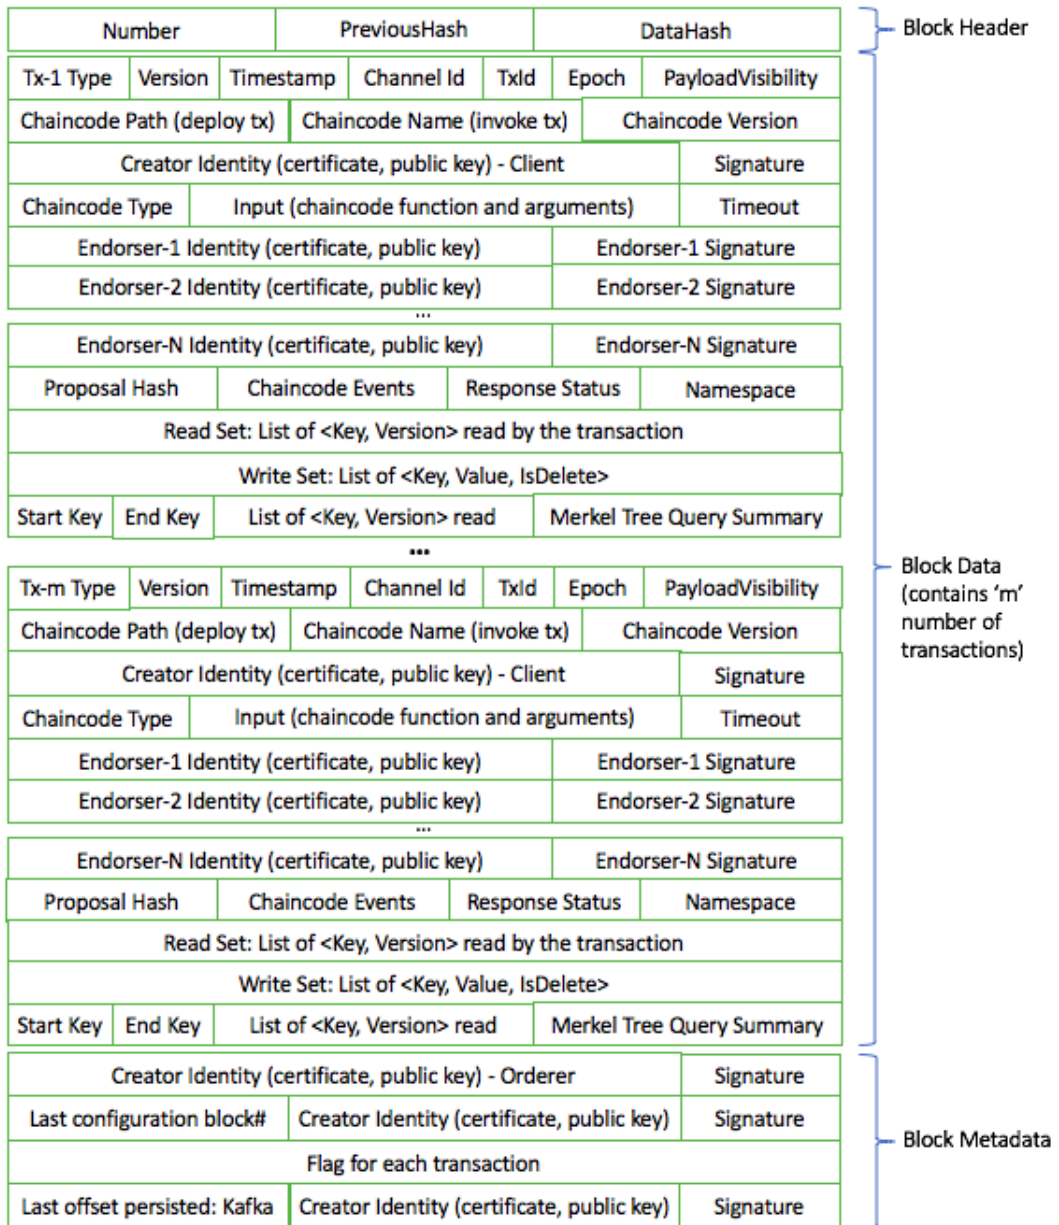 Number PreviousHash DataHash Block Header
Tx-1 Type Version Timestamp Channel Id TxId Epoch PayloadVisibility
Chaincode Path (deploy tx) Chaincode Name (invoke tx) Chaincode Version
Creator Identity (certificate, public key) - Client Signature
Chaincode Type Input (chaincode function and arguments) Timeout
Endorser-1 Identity (certificate, public key) Endorser-1 Signature
Endorser-2 Identity (certificate, public key) Endorser-2 Signature
...
Endorser-N Identity (certificate, public key) Endorser-N Signature
Proposal Hash Chaincode Events Response Status Namespace
Read Set: List of <Key, Version> read by the transaction
Write Set: List of <Key, Value, IsDelete>
Start Key End Key List of <Key, Version> read Merkel Tree Query Summary
...
Tx-m Type Version Timestamp Channel Id TxId Epoch PayloadVisibility
Chaincode Path (deploy tx) Chaincode Name (invoke tx) Chaincode Version
Creator Identity (certificate, public key) - Client Signature
Chaincode Type Input (chaincode function and arguments) Timeout
Endorser-1 Identity (certificate, public key) Endorser-1 Signature
Endorser-2 Identity (certificate, public key) Endorser-2 Signature
...
Endorser-N Identity (certificate, public key) Endorser-N Signature
Proposal Hash Chaincode Events Response Status Namespace
Read Set: List of <Key, Version> read by the transaction
Write Set: List of <Key, Value, IsDelete>
Start Key End Key List of <Key, Version> read Merkel Tree Query Summary
Block Data
(contains ‘m’
number of
transactions)
Creator Identity (certificate, public key) - Orderer Signature
Last configuration block# Creator Identity (certificate, public key) Signature
Flag for each transaction
Last offset persisted: Kafka Creator Identity (certificate, public key) Signature
Block Metadata